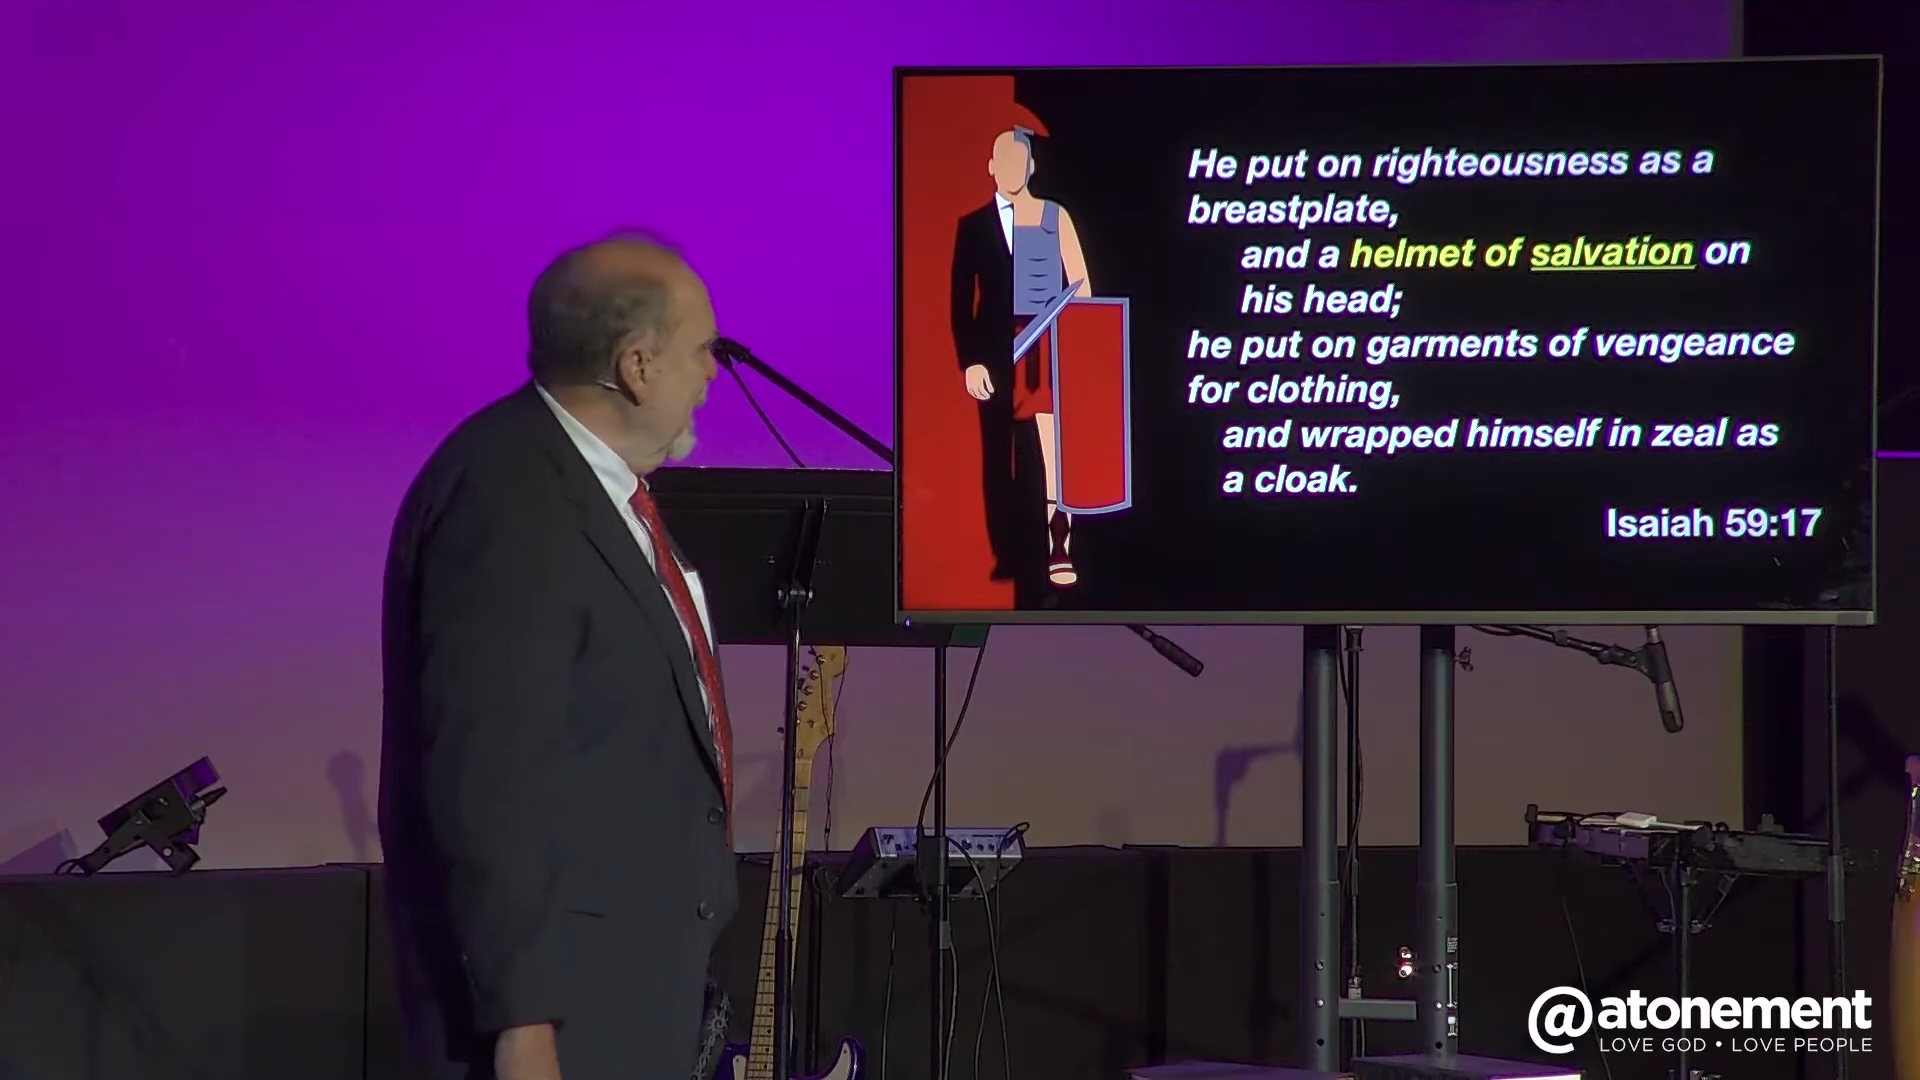 He put on righteousness as a
breastplate,
and a helmet of salvation on
his head;
he put on garments of vengeance
for clothing,
and wrapped himself in zeal as
a cloak.
Isaiah 59:17
@atonement
LOVE GOD • LOVE PEOPLE